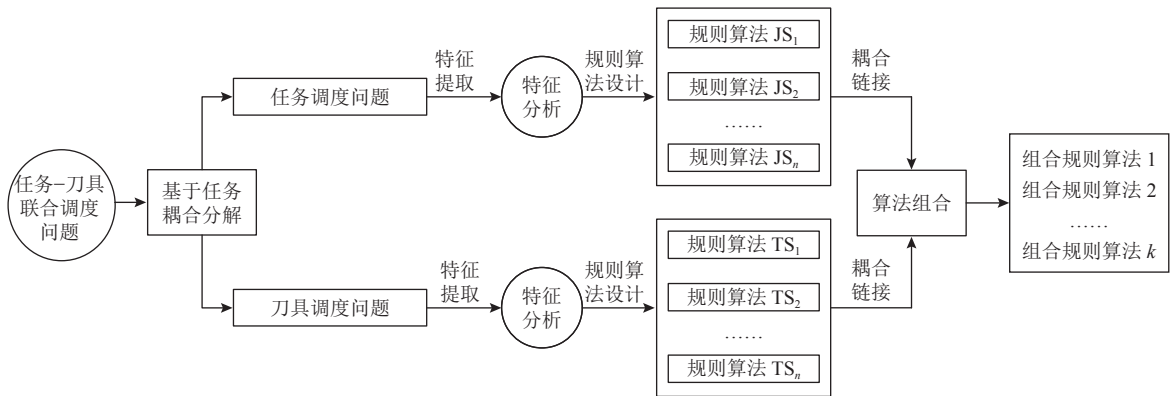 任务−刀具
联合调度
问题
基于任务
耦合分解
任务调度问题
特征
提取
特征
分析
规则算
法设计
规则算法 JS₁
规则算法 JS₂
……
规则算法 JSₙ
耦合
链接
刀具调度问题
特征
提取
特征
分析
规则算
法设计
规则算法 TS₁
规则算法 TS₂
……
规则算法 TSₙ
耦合
链接
算法组合
组合规则算法 1
组合规则算法 2
……
组合规则算法 k